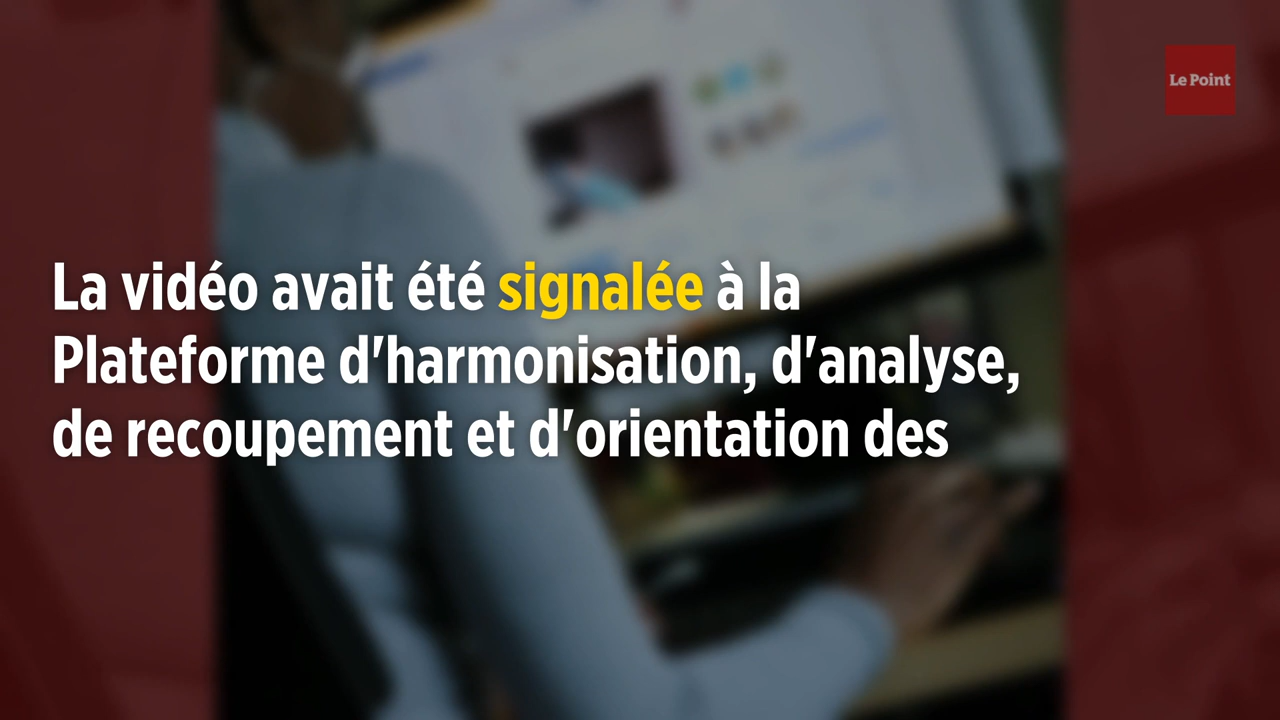 Le Point
La vidéo avait été signalée à la
Plateforme d'harmonisation, d'analyse,
de recoupement et d'orientation des